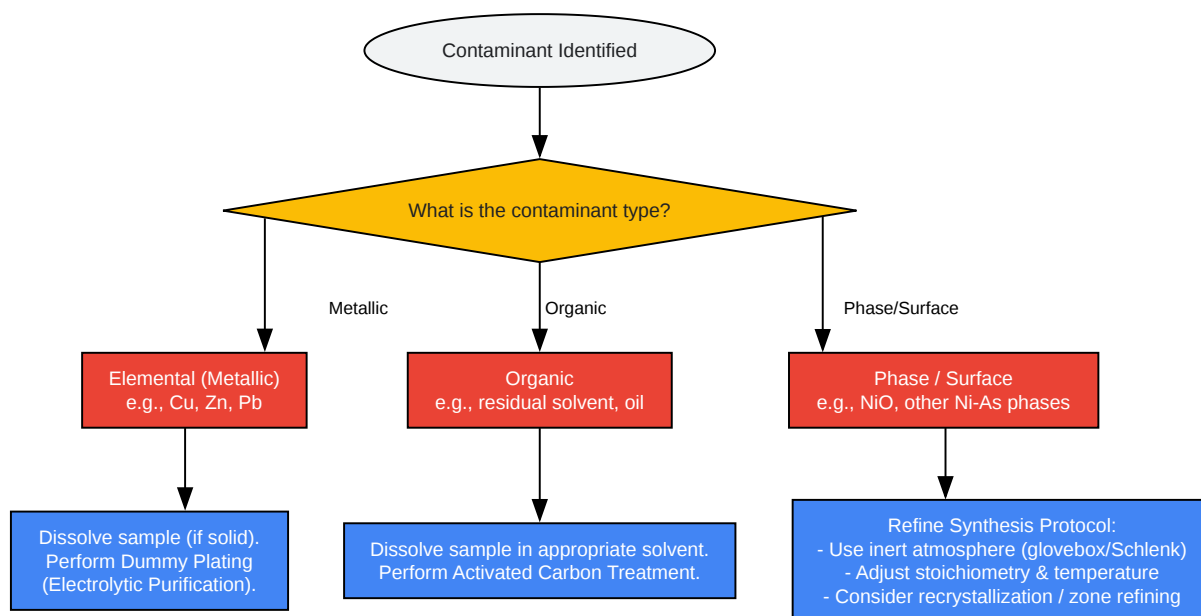 Contaminant Identified
What is the contaminant type?
Metallic
Organic
Phase/Surface
Elemental (Metallic)
e.g., Cu, Zn, Pb
Organic
e.g., residual solvent, oil
Phase / Surface
e.g., NiO, other Ni-As phases
Dissolve sample (if solid).
Perform Dummy Plating
(Electrolytic Purification).
Dissolve sample in appropriate solvent.
Perform Activated Carbon Treatment.
Refine Synthesis Protocol:
- Use inert atmosphere (glovebox/Schlenk)
- Adjust stoichiometry & temperature
- Consider recrystallization / zone refining